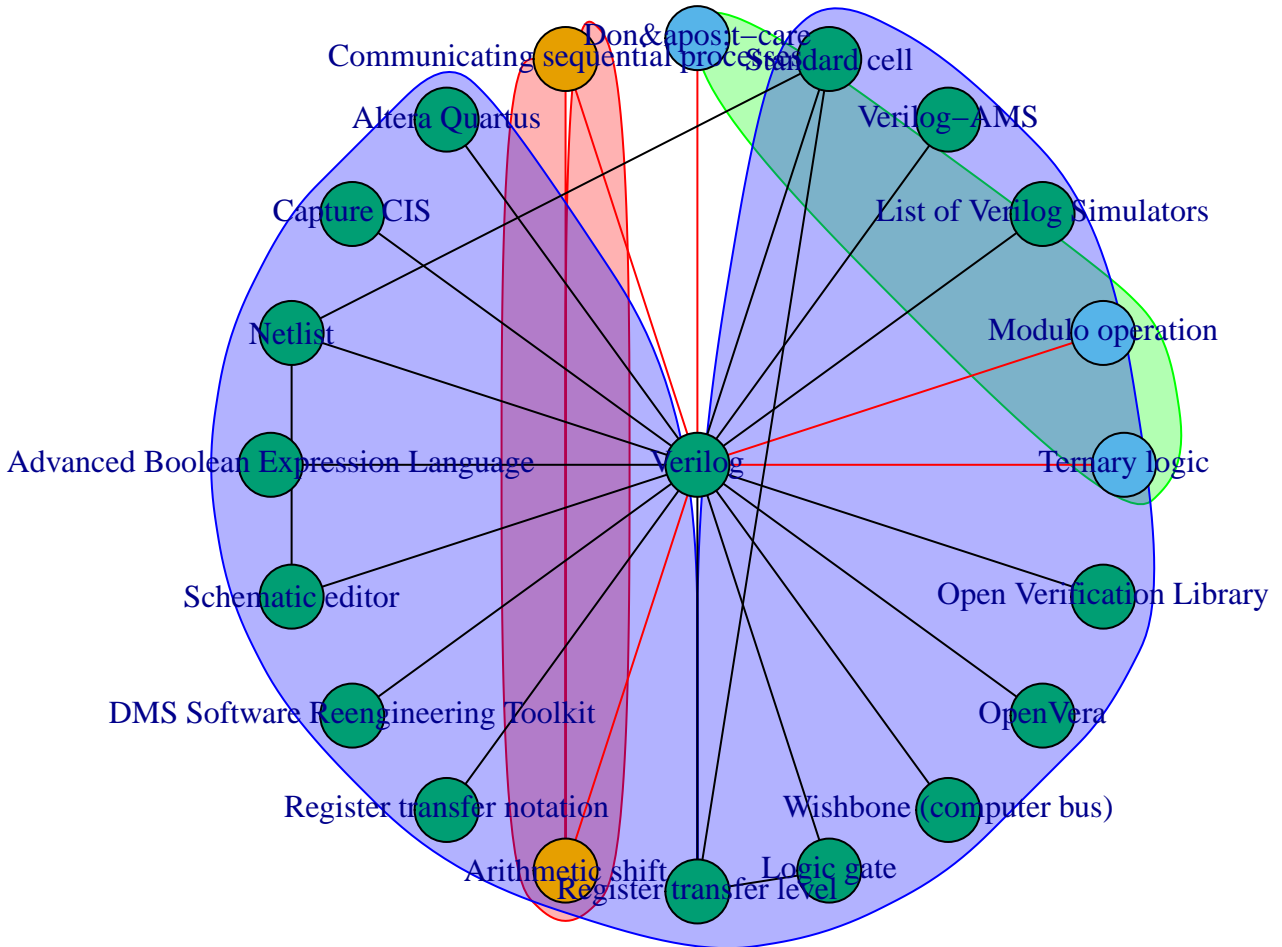 Don&apos;t−care
Communicating sequential processes
Standard cell
Altera Quartus
Verilog−AMS
Capture CIS
List of Verilog Simulators
Netlist
Modulo operation
Advanced Boolean Expression Language
Verilog
Ternary logic
Schematic editor
Open Verification Library
DMS Software Reengineering Toolkit
OpenVera
Register transfer notation
Wishbone (computer bus)
Arithmetic shift
Logic gate
Register transfer level